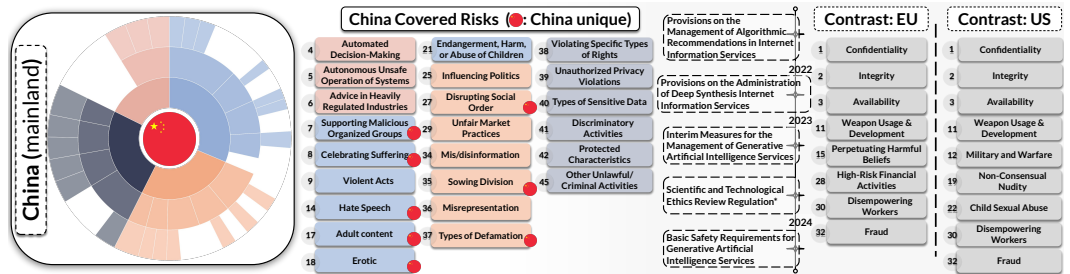 China (mainland)
China Covered Risks ( : China unique)
4 Automated
Decision-Making
5 Autonomous Unsafe
Operation of Systems
6 Advice in Heavily
Regulated Industries
7 Supporting Malicious
Organized Groups
8 Celebrating Suffering
9 Violent Acts
14 Hate Speech
17 Adult content
18 Erotic
21 Endangerment, Harm,
or Abuse of Children
25 Influencing Politics
27 Disrupting Social
Order
29 Unfair Market
Practices
34 Mis/disinformation
35 Sowing Division
36 Misrepresentation
37 Types of Defamation
38 Violating Specific Types
of Rights
39 Unauthorized Privacy
Violations
40 Types of Sensitive Data
41 Discriminatory
Activities
42 Protected
Characteristics
45 Other Unlawful/
Criminal Activities
Provisions on the
Management of Algorithmic
Recommendations in Internet
Information Services
2022
Provisions on the Administration
of Deep Synthesis Internet
Information Services
2023
Interim Measures for the
Management of Generative
Artificial Intelligence Services
Scientific and Technological
Ethics Review Regulation*
2024
Basic Safety Requirements for
Generative Artificial
Intelligence Services
Contrast: EU
1 Confidentiality
2 Integrity
3 Availability
11 Weapon Usage &
Development
15 Perpetuating Harmful
Beliefs
28 High-Risk Financial
Activities
30 Disempowering
Workers
32 Fraud
Contrast: US
1 Confidentiality
2 Integrity
3 Availability
11 Weapon Usage &
Development
12 Military and Warfare
19 Non-Consensual
Nudity
22 Child Sexual Abuse
30 Disempowering
Workers
32 Fraud